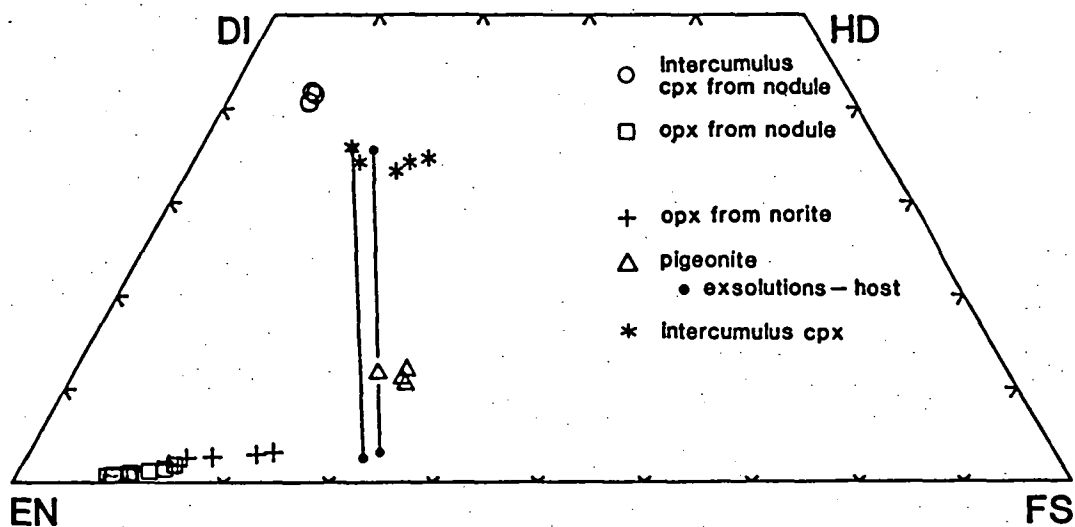 DI
HD
Intercumulus
cpx from nodule
opx from nodule
opx from norite
pigeonite
exsolutions – host
intercumulus cpx
EN
FS